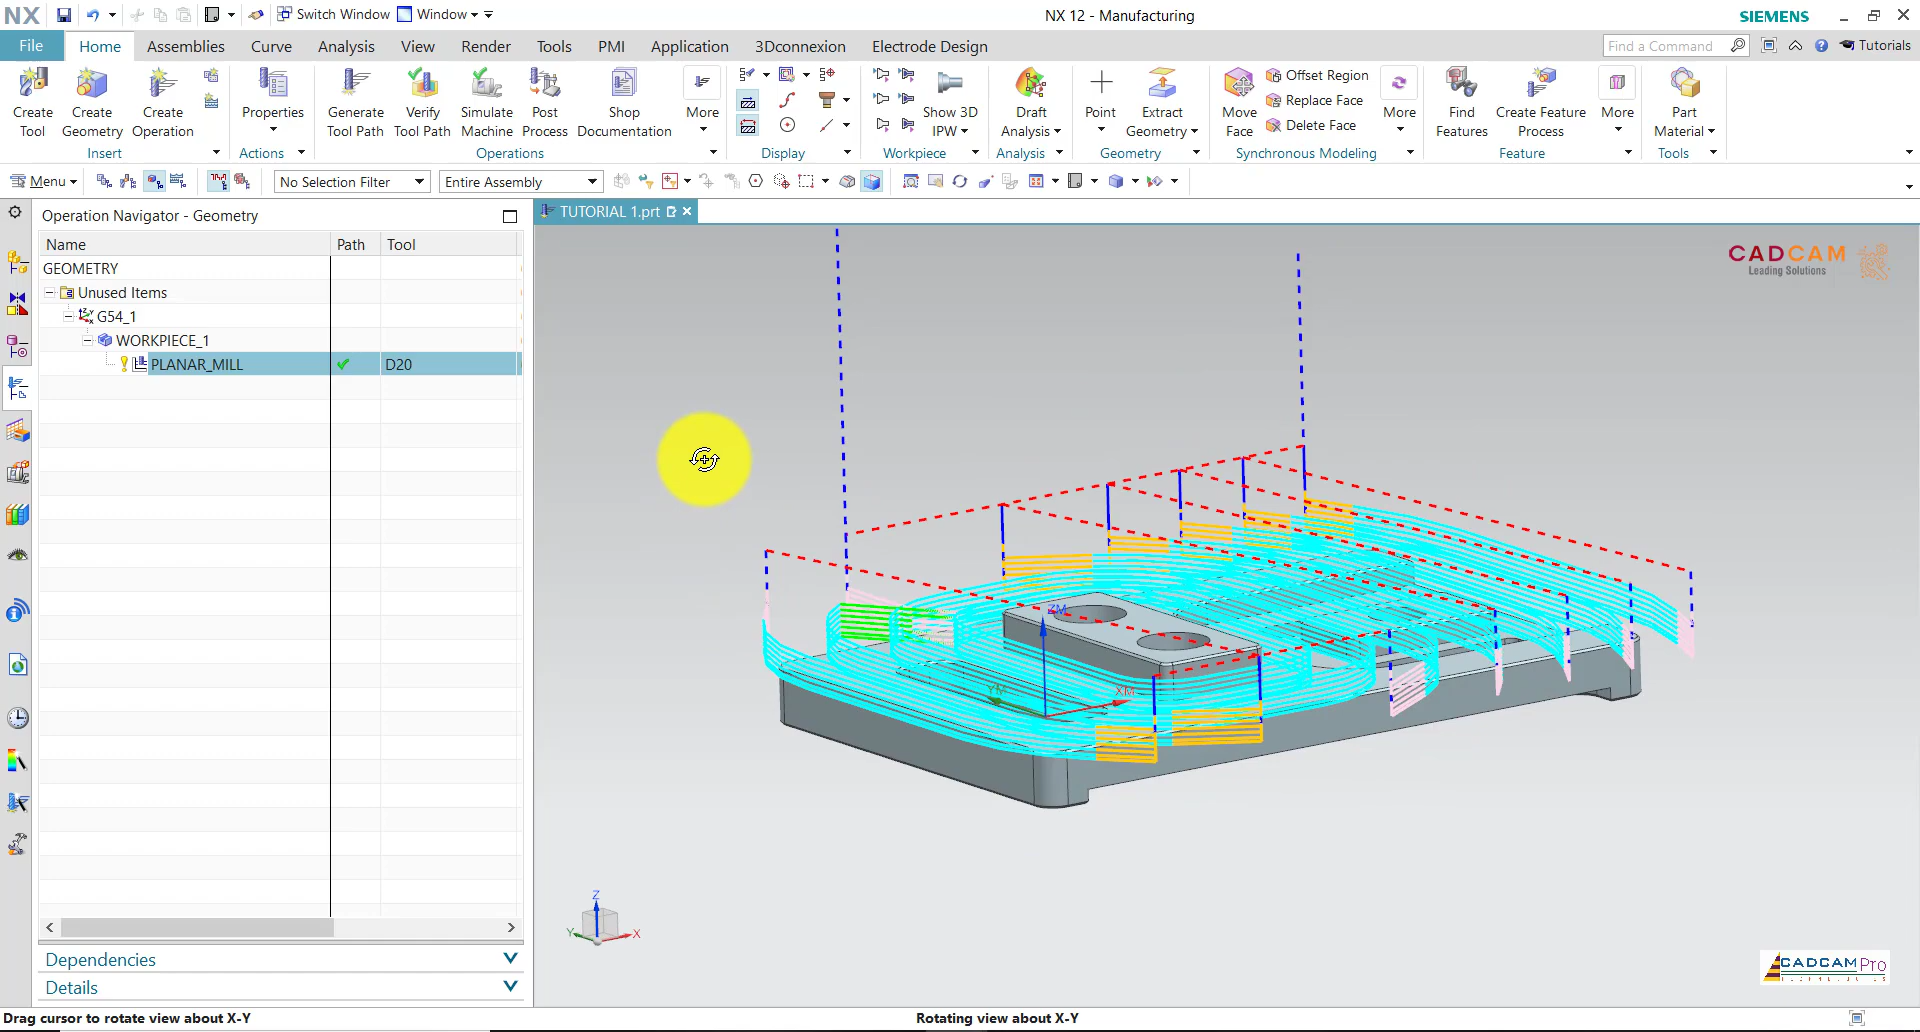 NX
Switch Window
Window
NX 12 - Manufacturing
SIEMENS
File
Home
Assemblies
Curve
Analysis
View
Render
Tools
PMI
Application
3Dconnexion
Electrode Design
Find a Command
Tutorials
Create Tool
Create Geometry
Create Operation
Properties
Generate Tool Path
Verify Tool Path
Simulate Machine
Post Process
Shop Documentation
More
Show 3D IPW
Draft Analysis
Point
Extract Geometry
Move Face
Offset Region
Replace Face
Delete Face
More
Find Features
Create Feature Process
More
Part Material
Insert
Actions
Operations
Display
Workpiece
Analysis
Geometry
Synchronous Modeling
Feature
Tools
Menu
No Selection Filter
Entire Assembly
Operation Navigator - Geometry
TUTORIAL 1.prt
Name
Path
Tool
GEOMETRY
Unused Items
G54_1
WORKPIECE_1
PLANAR_MILL
D20
CADCAM
Leading Solutions
ZM
YM
XM
Z
Y
X
Dependencies
Details
CADCAM Pro
Drag cursor to rotate view about X-Y
Rotating view about X-Y